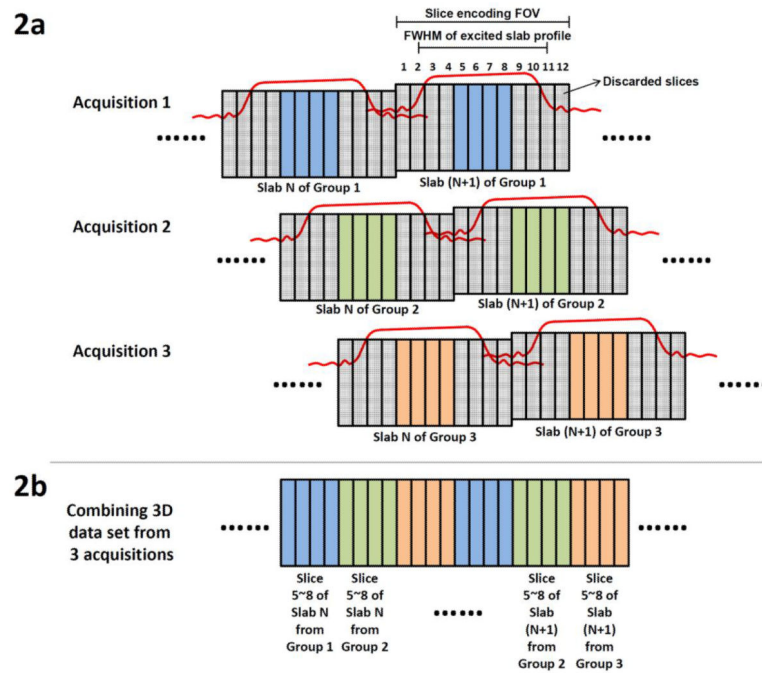 2a
Slice encoding FOV
FWHM of excited slab profile
1 2 3 4 5 6 7 8 9 10 11 12
Discarded slices
Acquisition 1
Slab N of Group 1
Slab (N+1) of Group 1
Acquisition 2
Slab N of Group 2
Slab (N+1) of Group 2
Acquisition 3
Slab N of Group 3
Slab (N+1) of Group 3
2b
Combining 3D
data set from
3 acquisitions
Slice
5~8 of
Slab N
from
Group 1
Slice
5~8 of
Slab N
from
Group 2
Slice
5~8 of
Slab
(N+1)
from
Group 2
Slice
5~8 of
Slab
(N+1)
from
Group 3